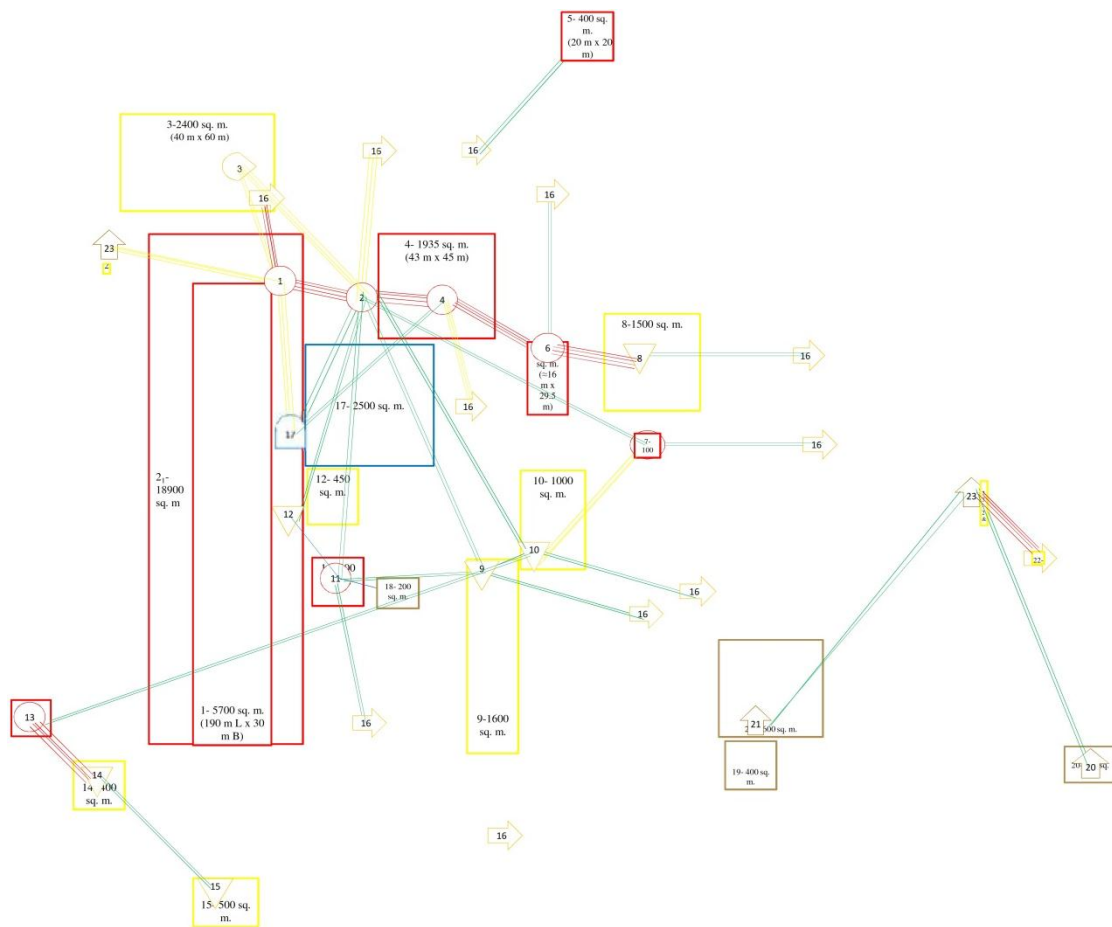 5- 400 sq.
m.
(20 m x 20
m)
3-2400 sq. m.
(40 m x 60 m)
16
16
3
16
16
23
4- 1935 sq. m.
(43 m x 45 m)
1
2
4
8-1500 sq. m.
6
8
16
sq. m.
(≈16
m x
29.5
m)
17- 2500 sq. m.
16
17
7-
100
16
2₁-
18900
sq. m
12- 450
sq. m.
10- 1000
sq. m.
23
12
10
22
11
9
18- 200
sq. m.
16
16
1- 5700 sq. m.
(190 m L x 30
m B)
9-1600
sq. m.
13
16
21
500 sq. m.
19- 400 sq.
m.
20
14
sq. m.
16
15
15- 500 sq.
m.